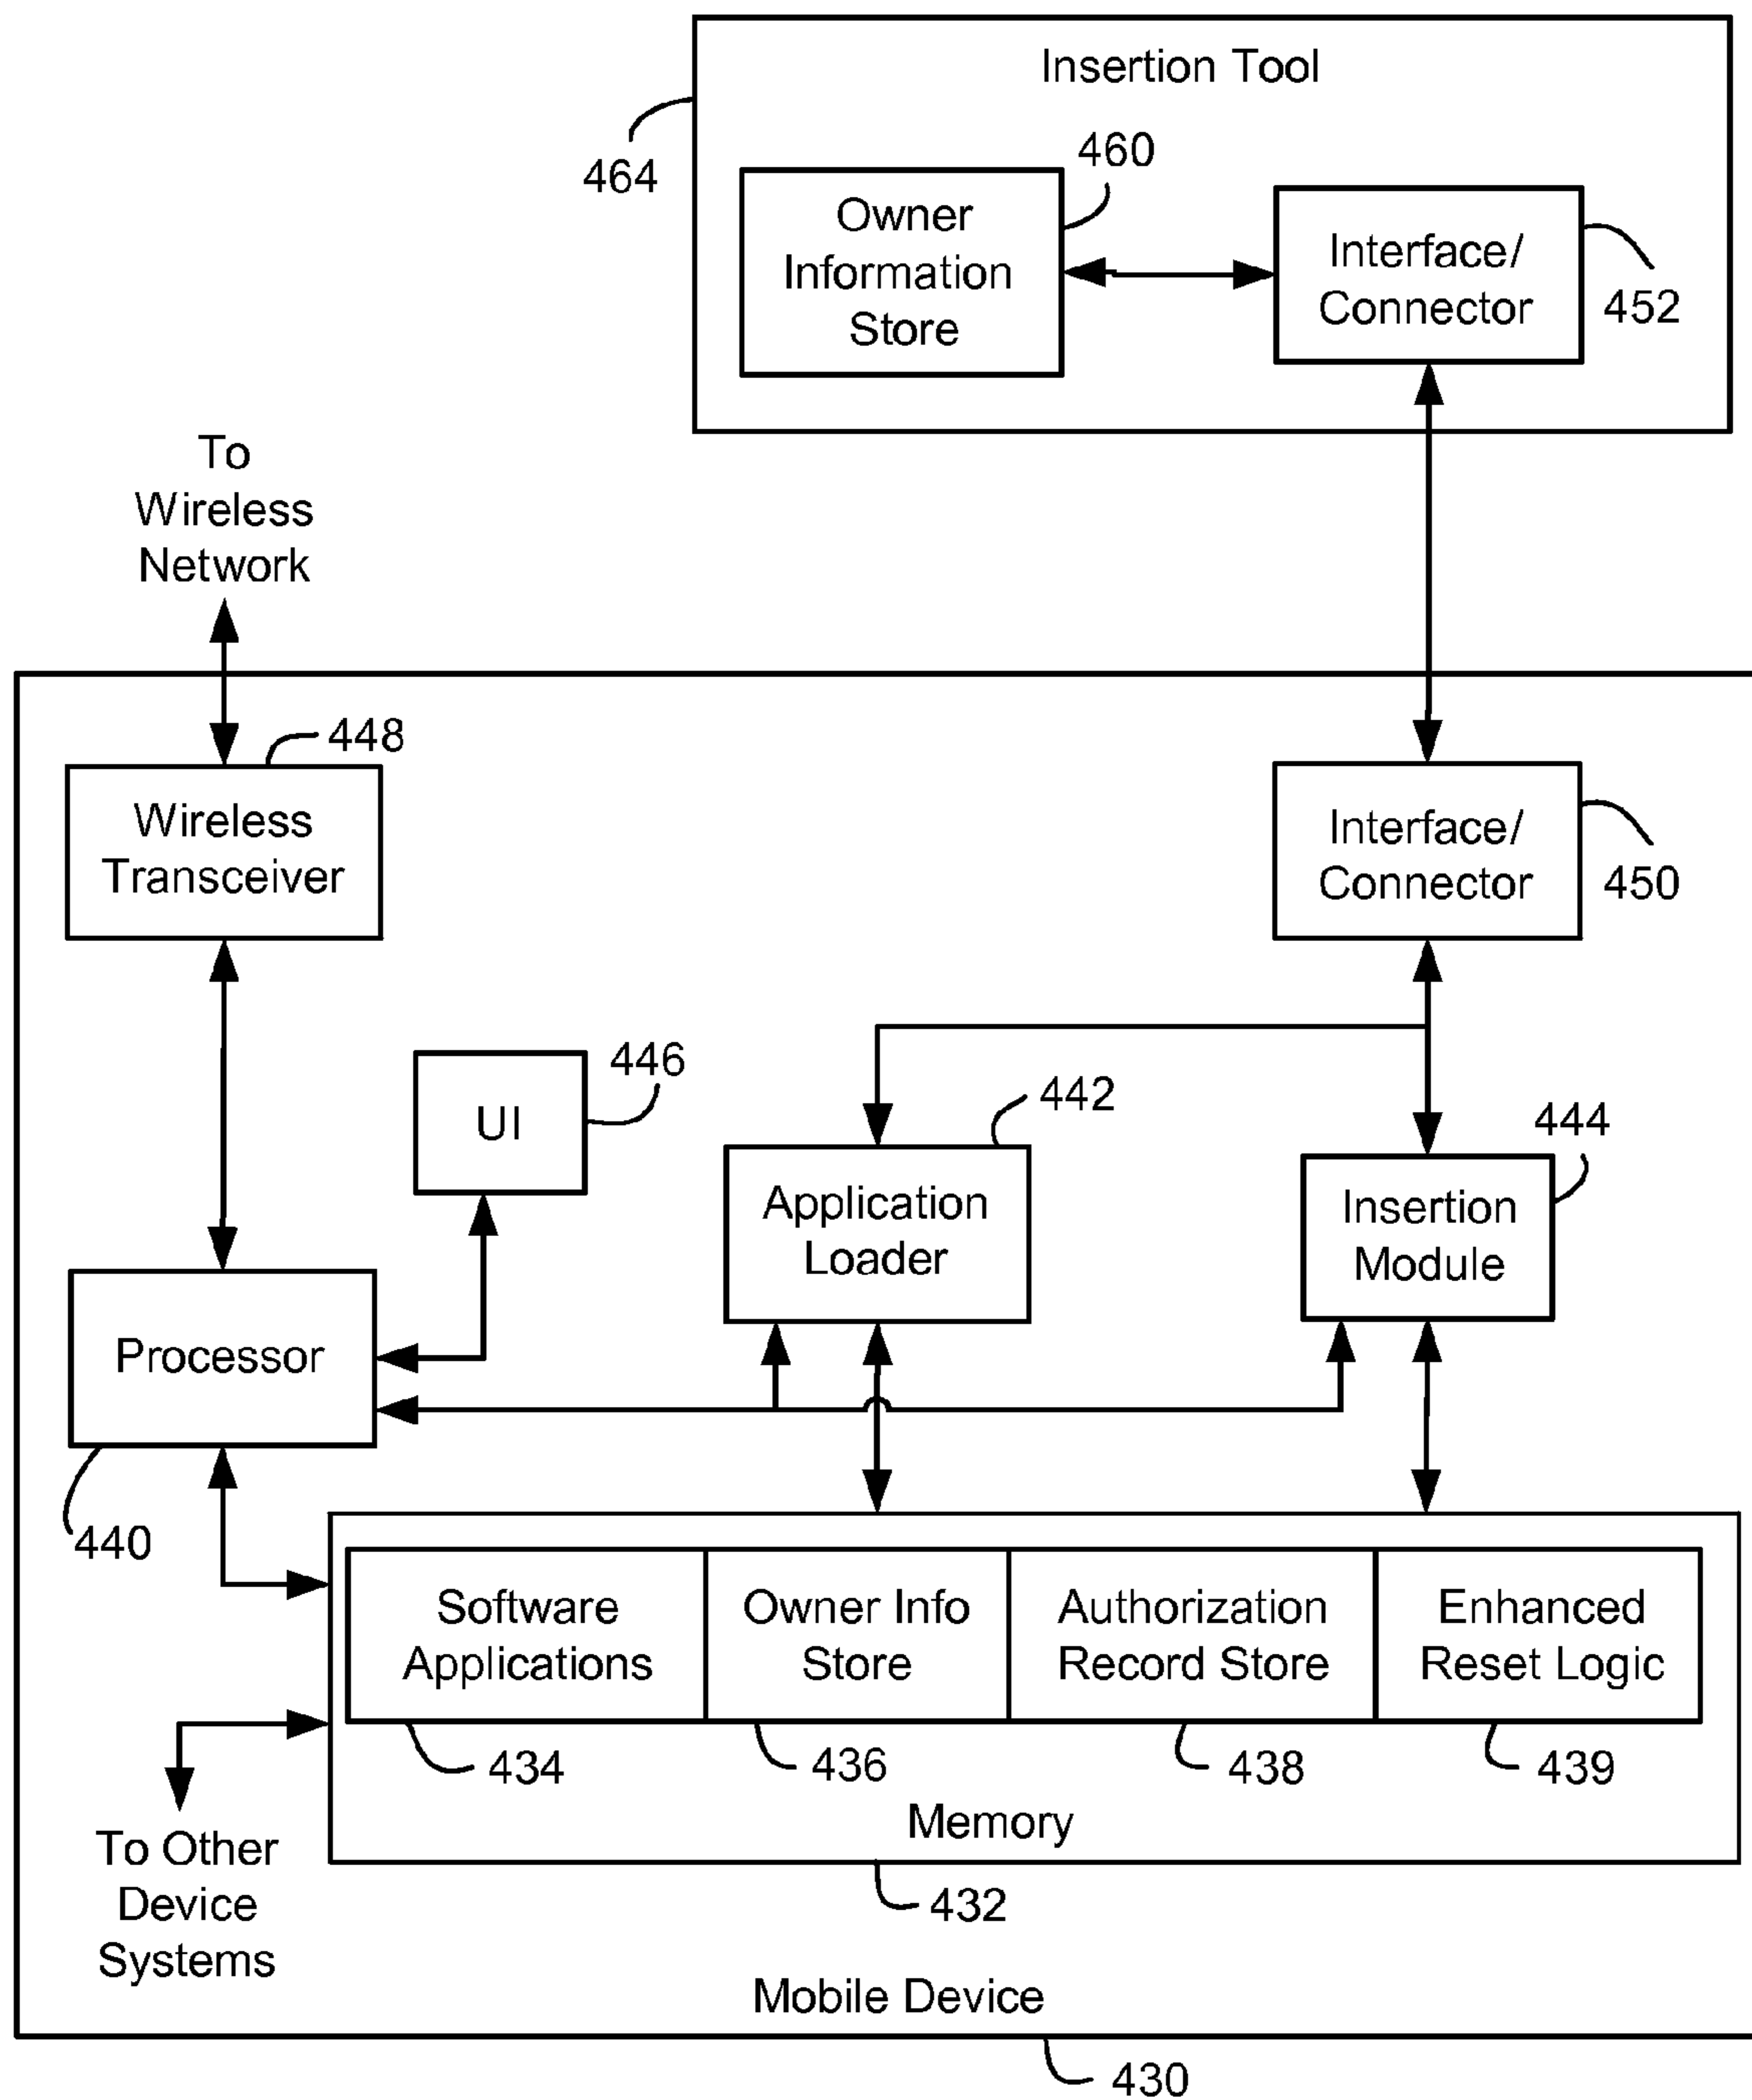 Insertion Tool
464
460
Owner
Information
Store
Interface/
Connector
452
To
Wireless
Network
448
Wireless
Transceiver
Interface/
Connector
450
UI
446
442
Application
Loader
444
Insertion
Module
Processor
440
Software
Applications
Owner Info
Store
Authorization
Record Store
Enhanced
Reset Logic
434
436
438
439
Memory
432
To Other
Device
Systems
Mobile Device
430